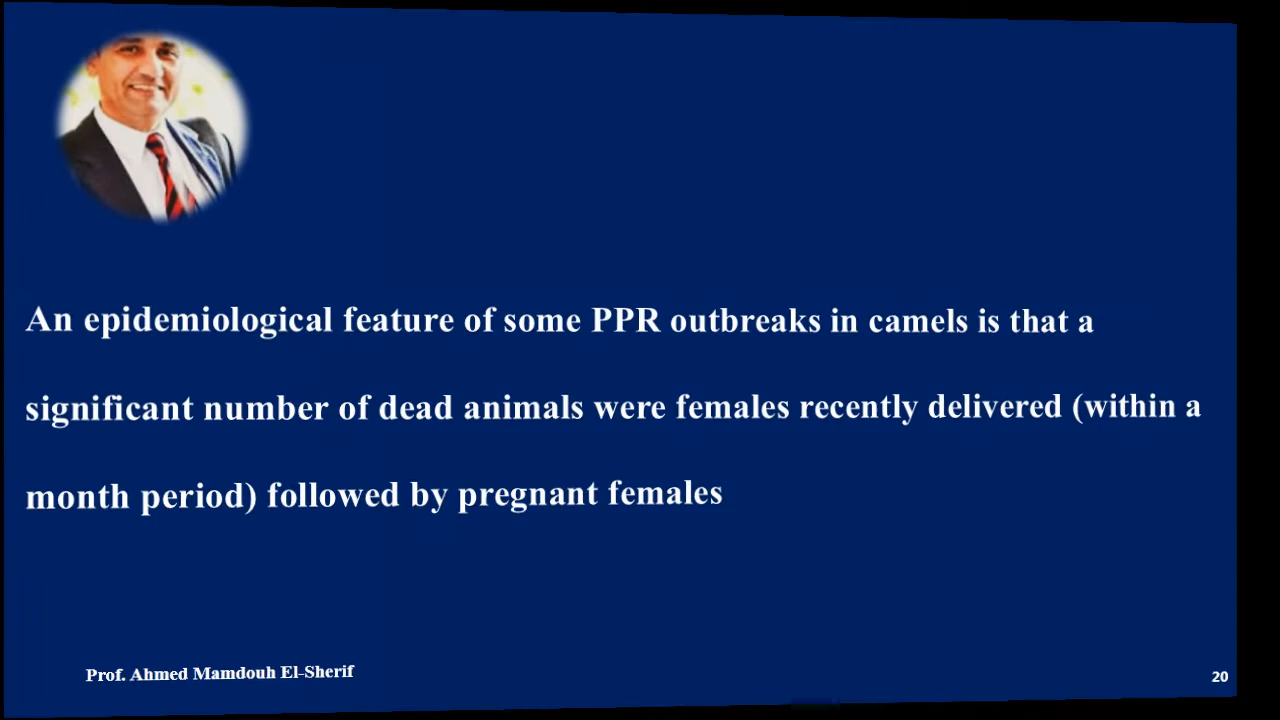 An epidemiological feature of some PPR outbreaks in camels is that a
significant number of dead animals were females recently delivered (within a
month period) followed by pregnant females
Prof. Ahmed Mamdouh El-Sherif
20